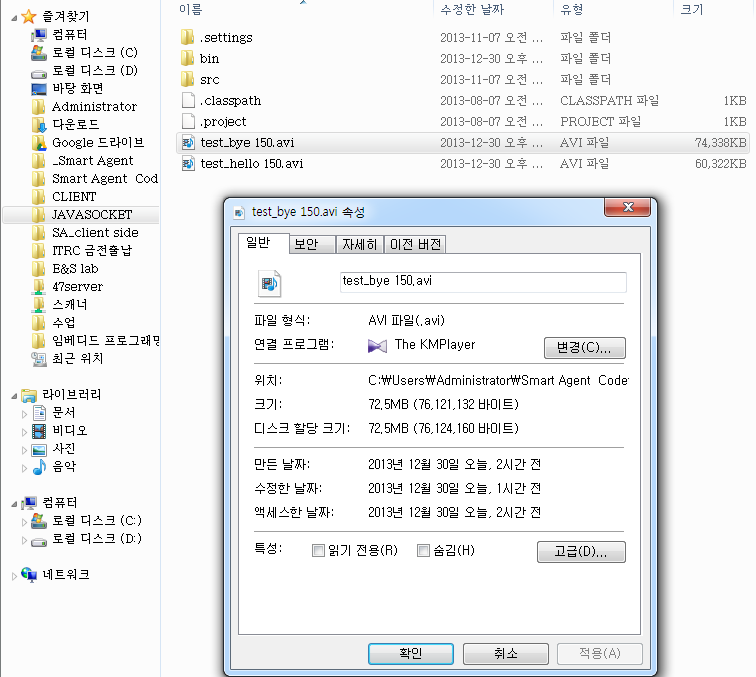 즐겨찾기
컴퓨터
로컬 디스크 (C)
로컬 디스크 (D)
바탕 화면
Administrator
다운로드
Google 드라이브
_Smart Agent
Smart Agent Cod
CLIENT
JAVASOCKET
SA_client side
ITRC 금전출납
E&S lab
47server
스캐너
수업
임베디드 프로그래밍
최근 위치
라이브러리
문서
비디오
사진
음악
컴퓨터
로컬 디스크 (C:)
로컬 디스크 (D:)
네트워크
이름 수정한 날짜 유형 크기
.settings 2013-11-07 오전 ... 파일 폴더
bin 2013-12-30 오후 ... 파일 폴더
src 2013-11-07 오전 ... 파일 폴더
.classpath 2013-08-07 오전 ... CLASSPATH 파일 1KB
.project 2013-08-07 오전 ... PROJECT 파일 1KB
test_bye 150.avi 2013-12-30 오후 ... AVI 파일 74,338KB
test_hello 150.avi 2013-12-30 오후 ... AVI 파일 60,322KB
test_bye 150.avi 속성
일반 보안 자세히 이전 버전
test_bye 150.avi
파일 형식: AVI 파일(.avi)
연결 프로그램: The KMPlayer 변경(C)...
위치: C:\Users\Administrator\Smart Agent Code
크기: 72.5MB (76,121,132 바이트)
디스크 할당 크기: 72.5MB (76,124,160 바이트)
만든 날짜: 2013년 12월 30일 오늘, 2시간 전
수정한 날짜: 2013년 12월 30일 오늘, 1시간 전
액세스한 날짜: 2013년 12월 30일 오늘, 2시간 전
특성: 읽기 전용(R) 숨김(H) 고급(D)...
확인 취소 적용(A)